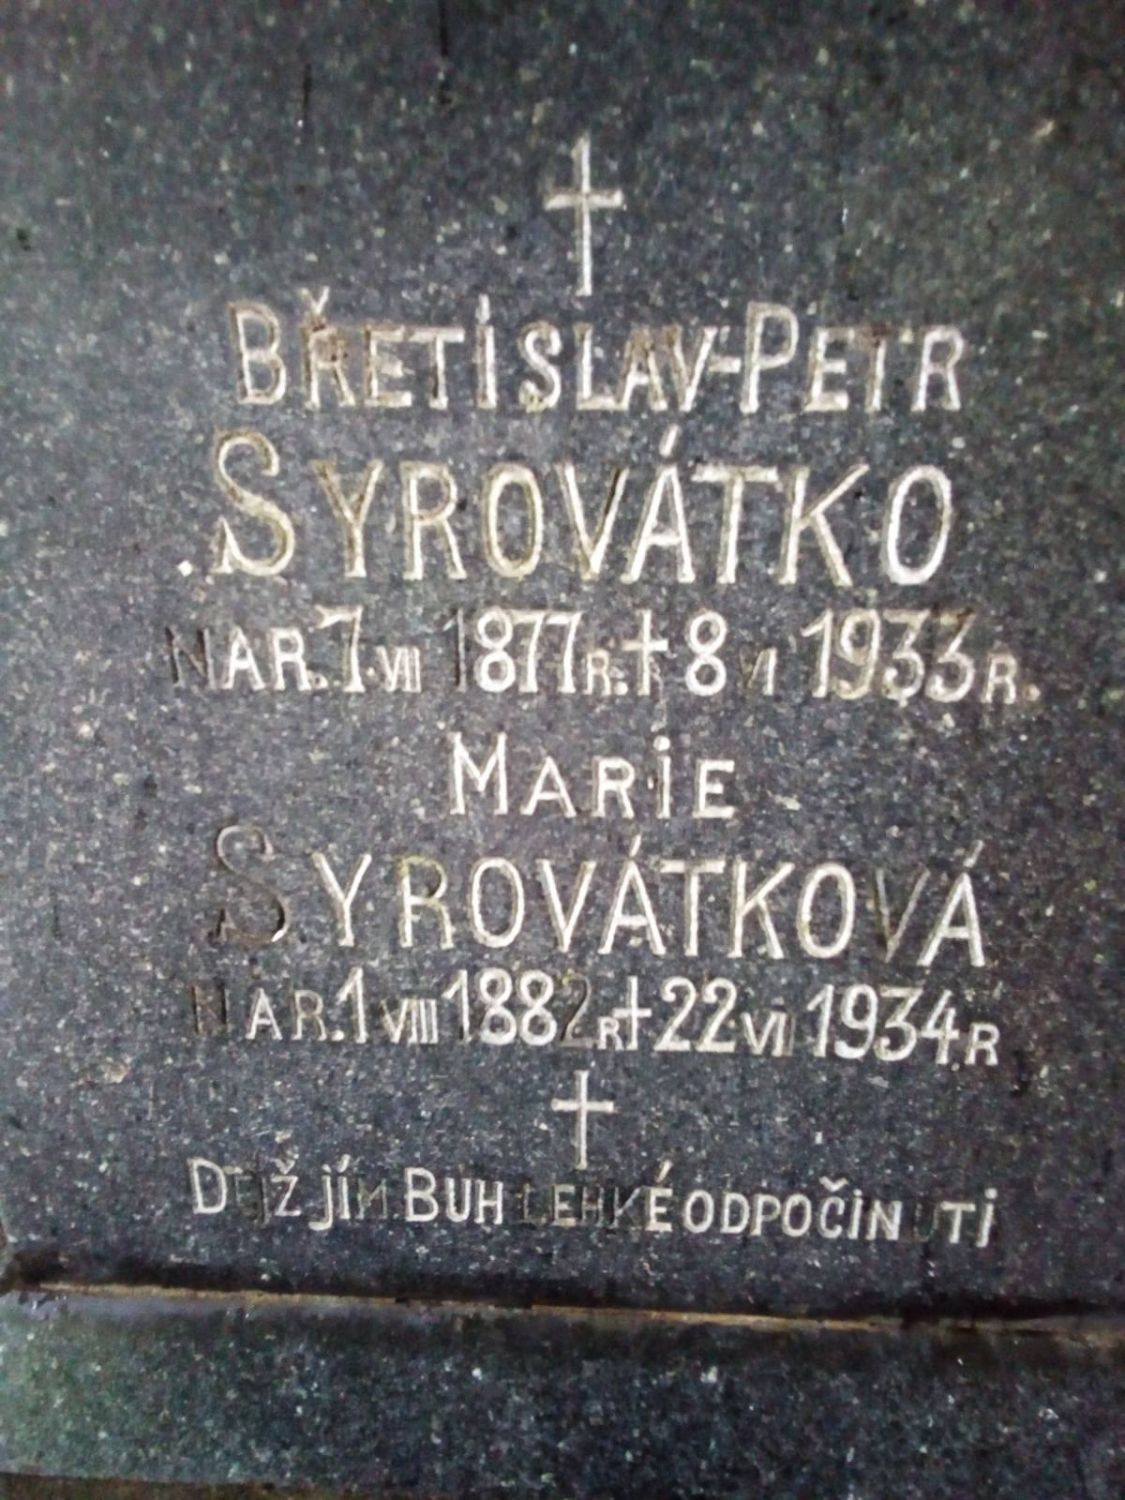 BŘETISLAV-PETR
SYROVÁTKO
NAR. 7. VII 1877 R. † 8 VI 1933 R.
MARIE
SYROVÁTKOVÁ
NAR. 1 VIII 1882 R † 22 VI 1934 R
DEJŽ JÍM BUH LEHKÉ ODPOČINUTI